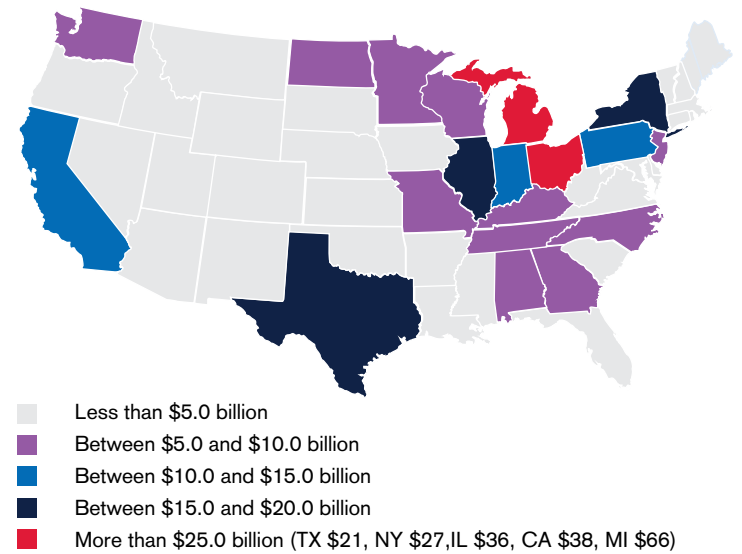 Less than $5.0 billion
Between $5.0 and $10.0 billion
Between $10.0 and $15.0 billion
Between $15.0 and $20.0 billion
More than $25.0 billion (TX $21, NY $27,IL $36, CA $38, MI $66)